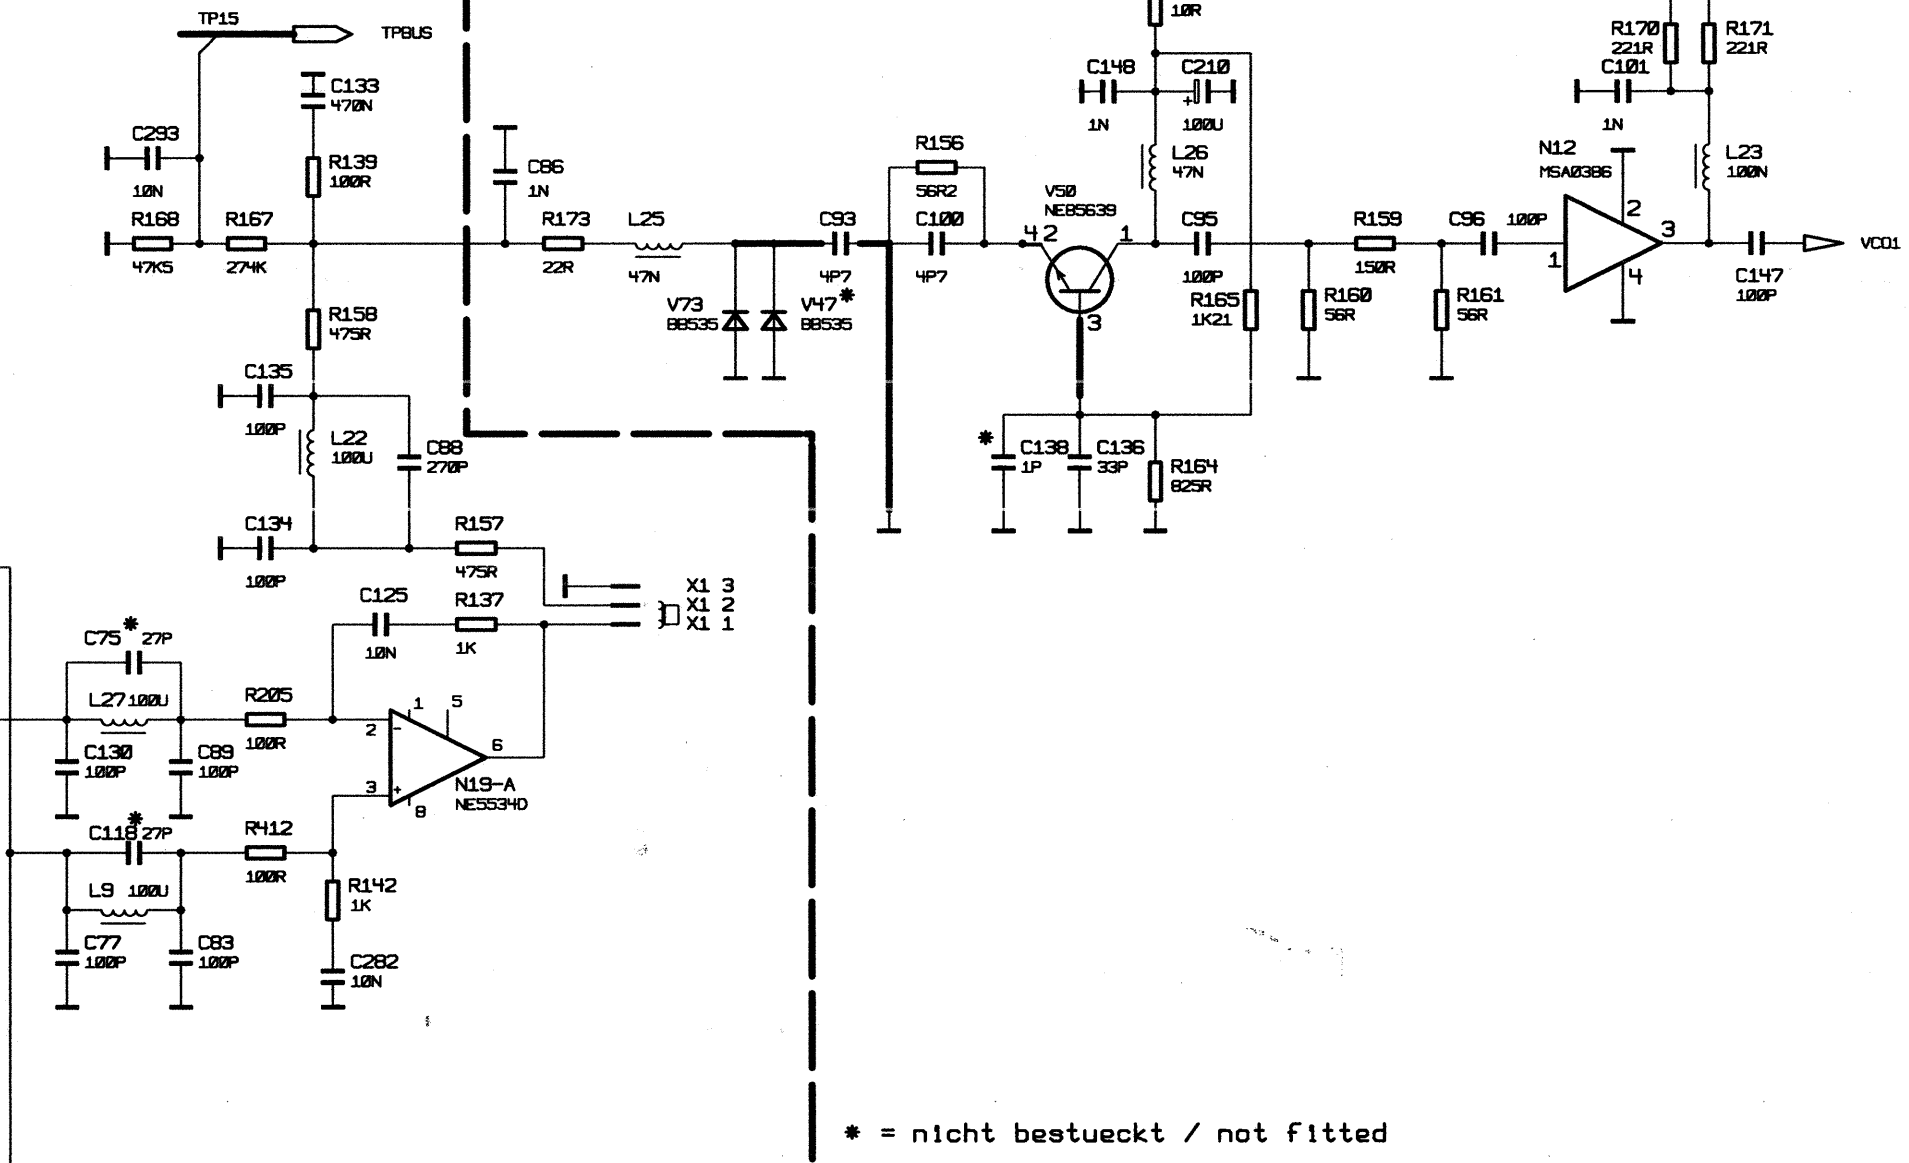 TP15
TPBUS
10R
R170
221R
R171
221R
C133
470N
C148
1N
C210
+
100U
C101
1N
C293
10N
R139
100R
C86
1N
R156
56R2
L26
47N
N12
MSA0386
L23
100N
V50
NE85639
R168
47K5
R167
274K
R173
22R
L25
47N
C93
4P7
C100
4P7
4 2
1
3
C95
100P
R159
150R
C96
100P
1
2
3
4
VCO1
C147
100P
R158
475R
V73
BB535
V47 *
BB535
R165
1K21
R160
56R
R161
56R
C135
100P
L22
100U
C88
270P
*
C138
1P
C136
33P
R164
825R
C134
100P
R157
475R
X1 3
X1 2
X1 1
C125
10N
R137
1K
C75 * 27P
L27 100U
R205
100R
C130
100P
C89
100P
1
5
2
-
6
3
+
8
N19-A
NE5534D
*
C118 27P
R412
100R
L9 100U
R142
1K
C77
100P
C83
100P
C282
10N
* = nicht bestueckt / not fitted